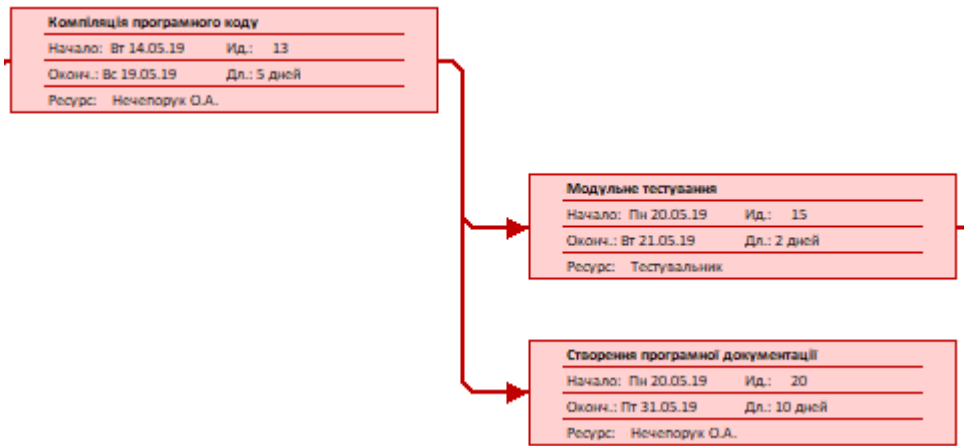 Компіляція програмного коду
Начало: Вт 14.05.19 Ид.: 13
Оконч.: Вс 19.05.19 Дл.: 5 дней
Ресурс: Нечепорук О.А.
Модульне тестування
Начало: Пн 20.05.19 Ид.: 15
Оконч.: Вт 21.05.19 Дл.: 2 дней
Ресурс: Тестувальник
Створення програмної документації
Начало: Пн 20.05.19 Ид.: 20
Оконч.: Пт 31.05.19 Дл.: 10 дней
Ресурс: Нечепорук О.А.